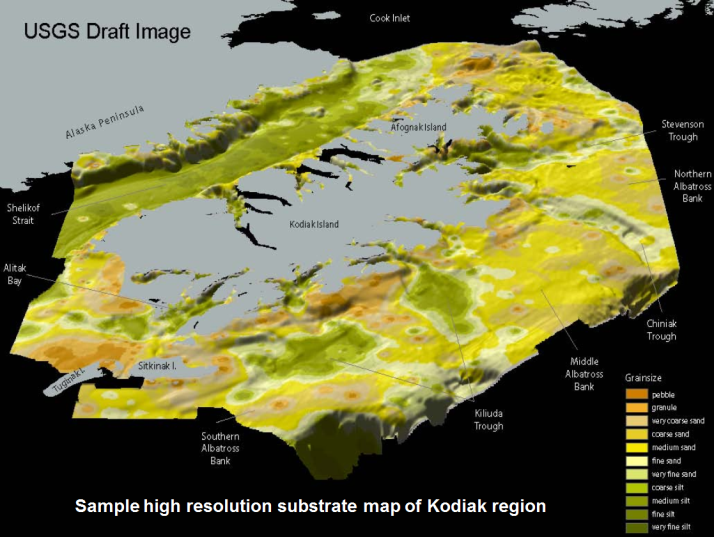 USGS Draft Image
Cook Inlet
Alaska Peninsula
Afognak Island
Stevenson
Trough
Northern
Albatross
Bank
Shelikof
Strait
Kodiak Island
Alitak
Bay
Chiniak
Trough
Sitkinak I.
Tuginak I.
Middle
Albatross
Bank
Kiliuda
Trough
Southern
Albatross
Bank
Grainsize
pebble
granule
very coarse sand
coarse sand
medium sand
fine sand
very fine sand
coarse silt
medium silt
fine silt
very fine silt
Sample high resolution substrate map of Kodiak region